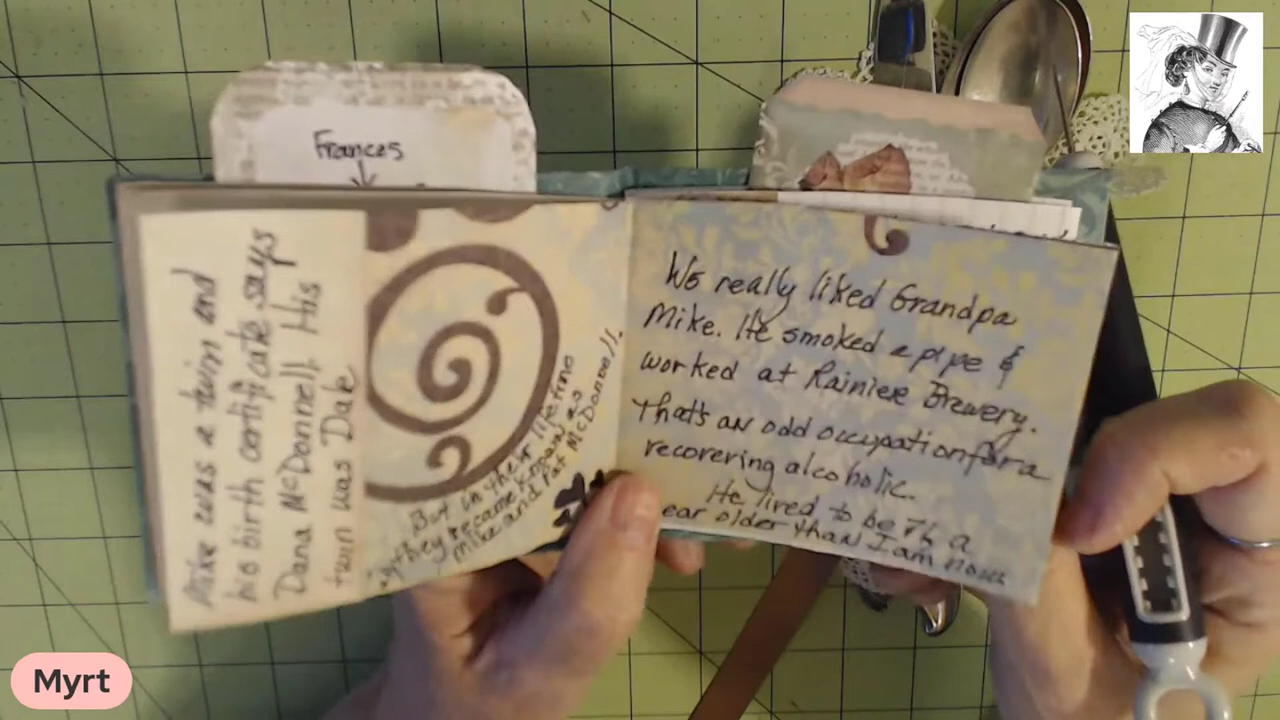 Frances
Mike was a twin and
his birth certificate says
Dana McDonnell. His
twin was Dale
But in their lifetime
they became known as
Mike and Pat McDonnell.
We really liked Grandpa
Mike. He smoked a pipe &
worked at Rainier Brewery.
That's an odd occupation for a
recovering alcoholic.
He lived to be 76 a
ear older than I am now
Myrt